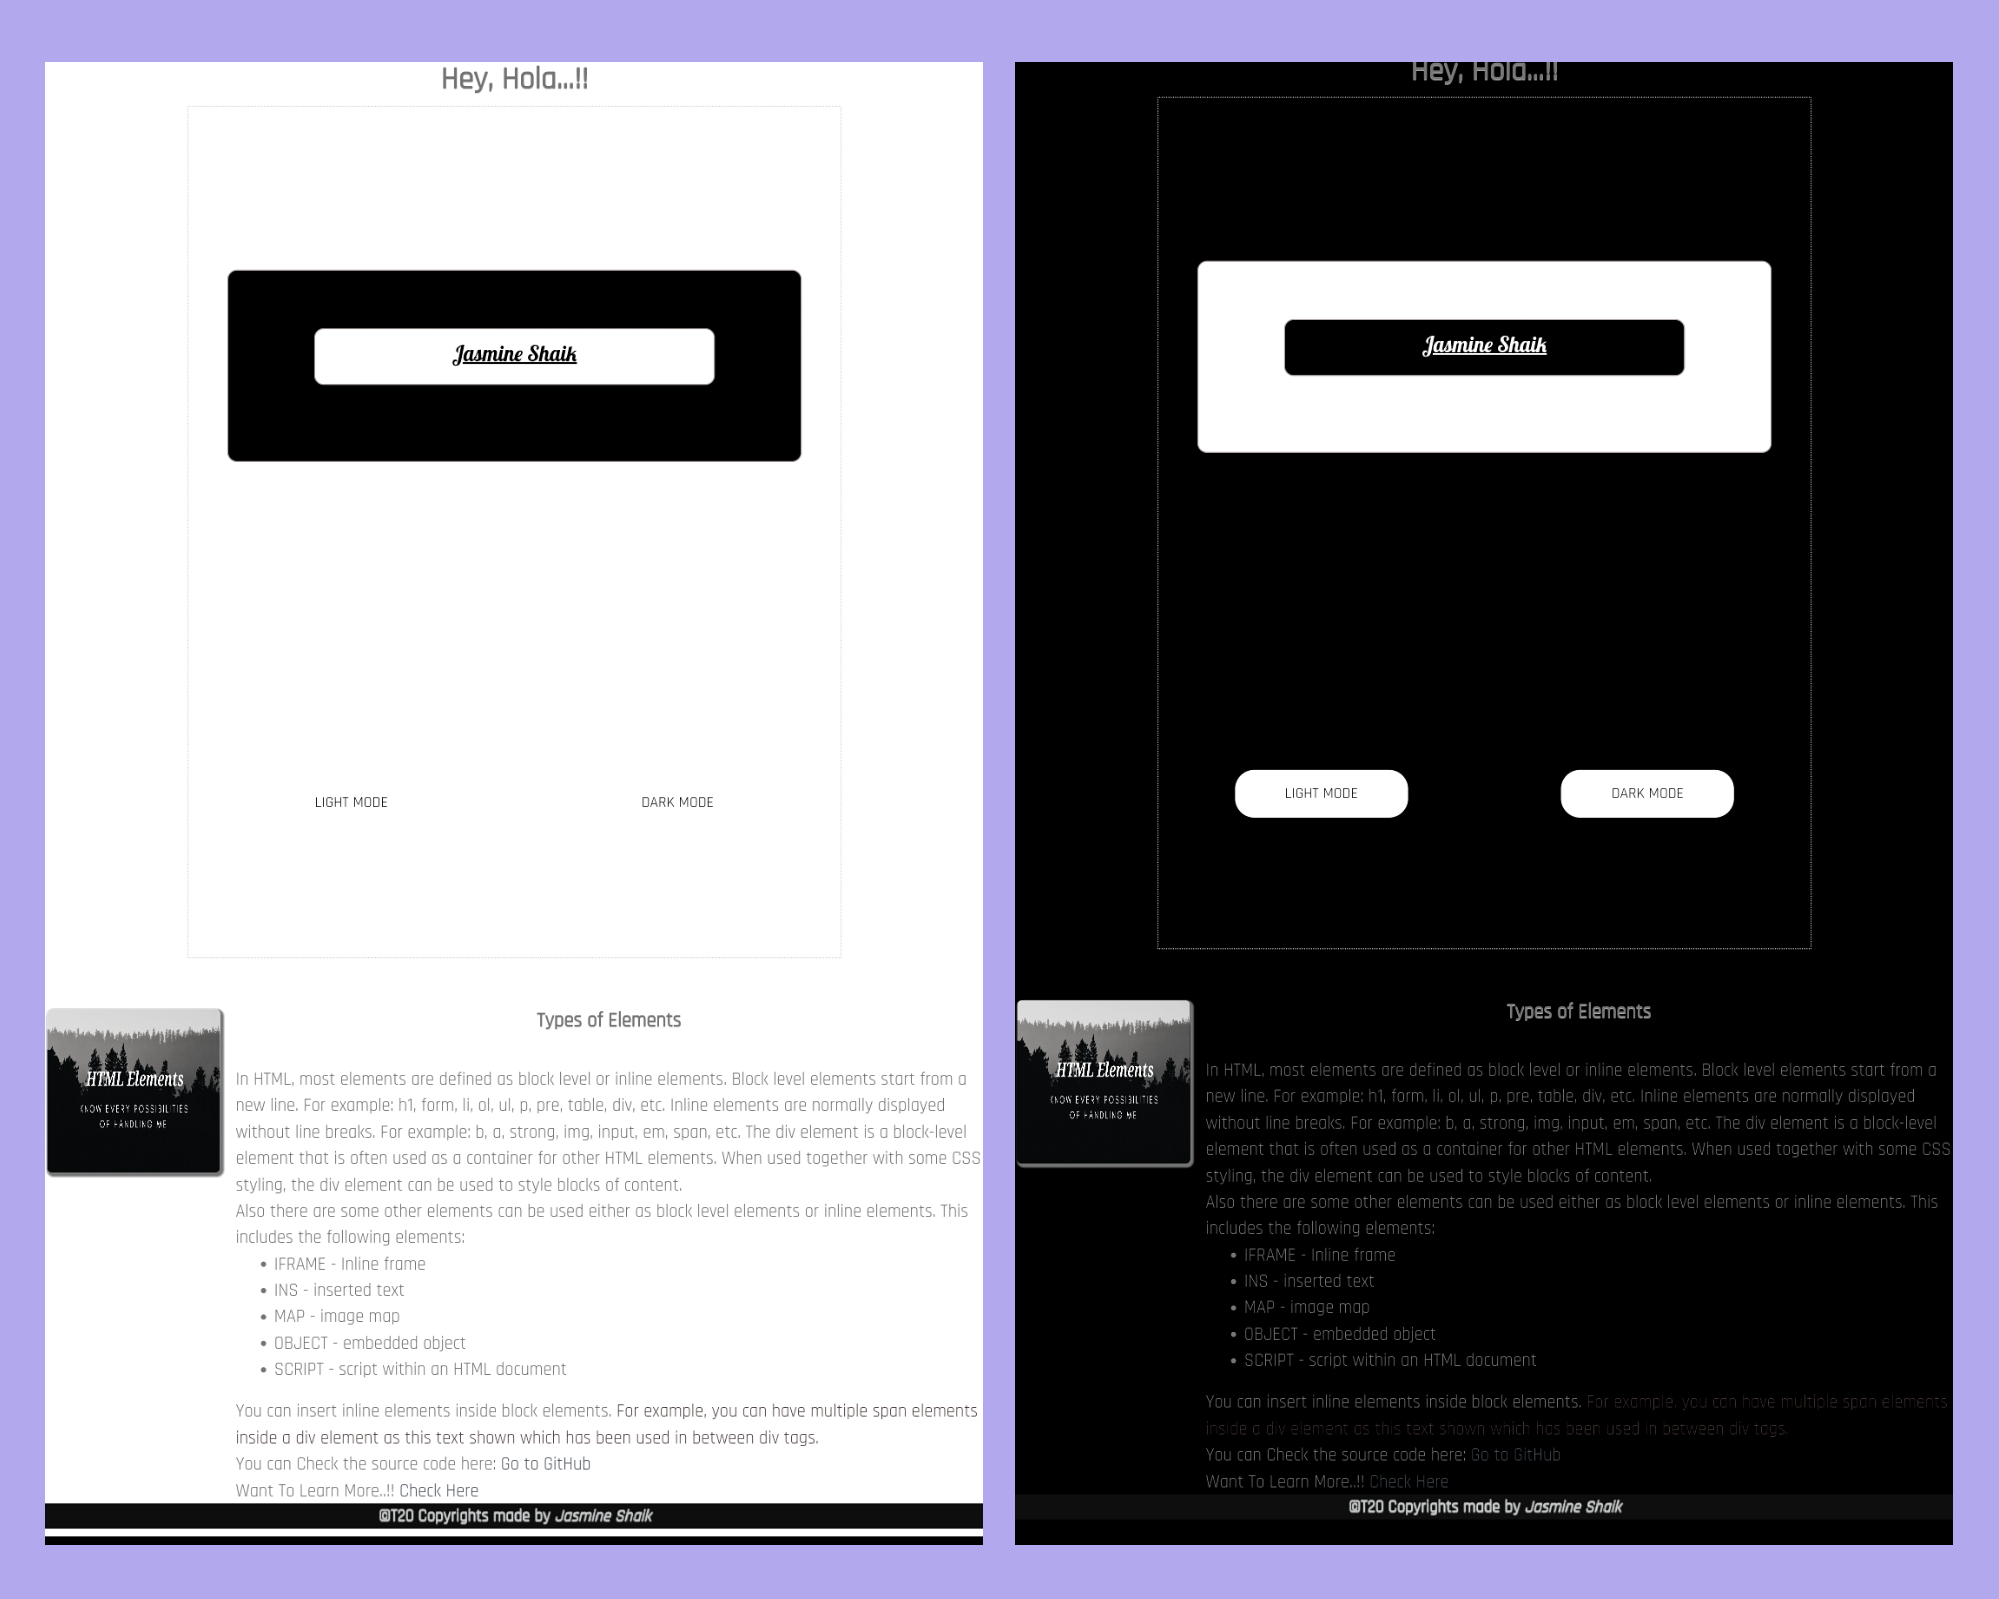 Hey, Hola...!!
Jasmine Shaik
LIGHT MODE
DARK MODE
HTML Elements
KNOW EVERY POSSIBILITIES
OF HANDLING ME
Types of Elements
In HTML, most elements are defined as block level or inline elements. Block level elements start from a
new line. For example: h1, form, li, ol, ul, p, pre, table, div, etc. Inline elements are normally displayed
without line breaks. For example: b, a, strong, img, input, em, span, etc. The div element is a block-level
element that is often used as a container for other HTML elements. When used together with some CSS
styling, the div element can be used to style blocks of content.
Also there are some other elements can be used either as block level elements or inline elements. This
includes the following elements:
• IFRAME - Inline frame
• INS - inserted text
• MAP - image map
• OBJECT - embedded object
• SCRIPT - script within an HTML document
You can insert inline elements inside block elements. For example, you can have multiple span elements
inside a div element as this text shown which has been used in between div tags.
You can Check the source code here: Go to GitHub
Want To Learn More..!! Check Here
©T20 Copyrights made by Jasmine Shaik
Hey, Hola...!!
Jasmine Shaik
LIGHT MODE
DARK MODE
HTML Elements
KNOW EVERY POSSIBILITIES
OF HANDLING ME
Types of Elements
In HTML, most elements are defined as block level or inline elements. Block level elements start from a
new line. For example: h1, form, li, ol, ul, p, pre, table, div, etc. Inline elements are normally displayed
without line breaks. For example: b, a, strong, img, input, em, span, etc. The div element is a block-level
element that is often used as a container for other HTML elements. When used together with some CSS
styling, the div element can be used to style blocks of content.
Also there are some other elements can be used either as block level elements or inline elements. This
includes the following elements:
• IFRAME - Inline frame
• INS - inserted text
• MAP - image map
• OBJECT - embedded object
• SCRIPT - script within an HTML document
You can insert inline elements inside block elements. For example, you can have multiple span elements
inside a div element as this text shown which has been used in between div tags.
You can Check the source code here: Go to GitHub
Want To Learn More..!! Check Here
©T20 Copyrights made by Jasmine Shaik